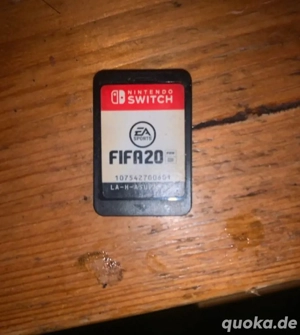 NINTENDO
SWITCH
EA
SPORTS
FIFA20
quoka.de